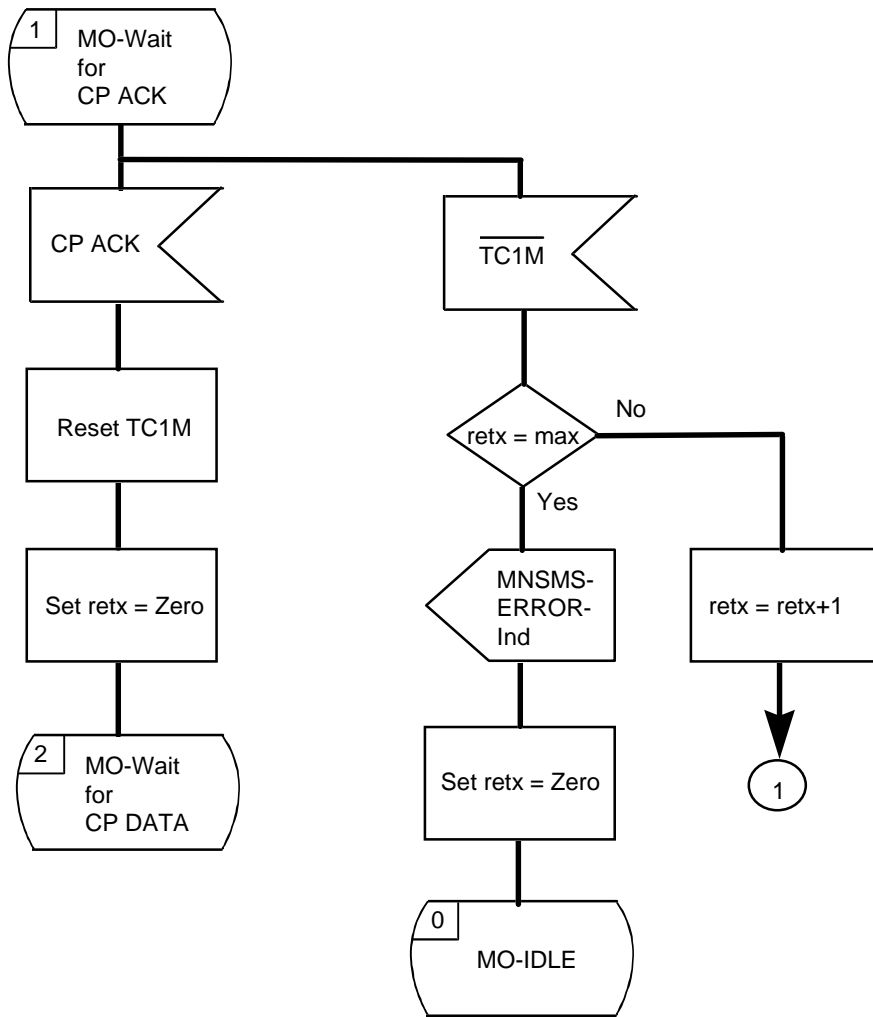 1
MO-Wait
for
CP ACK
CP ACK
TC1M
Reset TC1M
retx = max
No
Yes
Set retx = Zero
MNSMS-
ERROR-
Ind
retx = retx+1
2
MO-Wait
for
CP DATA
Set retx = Zero
1
0
MO-IDLE